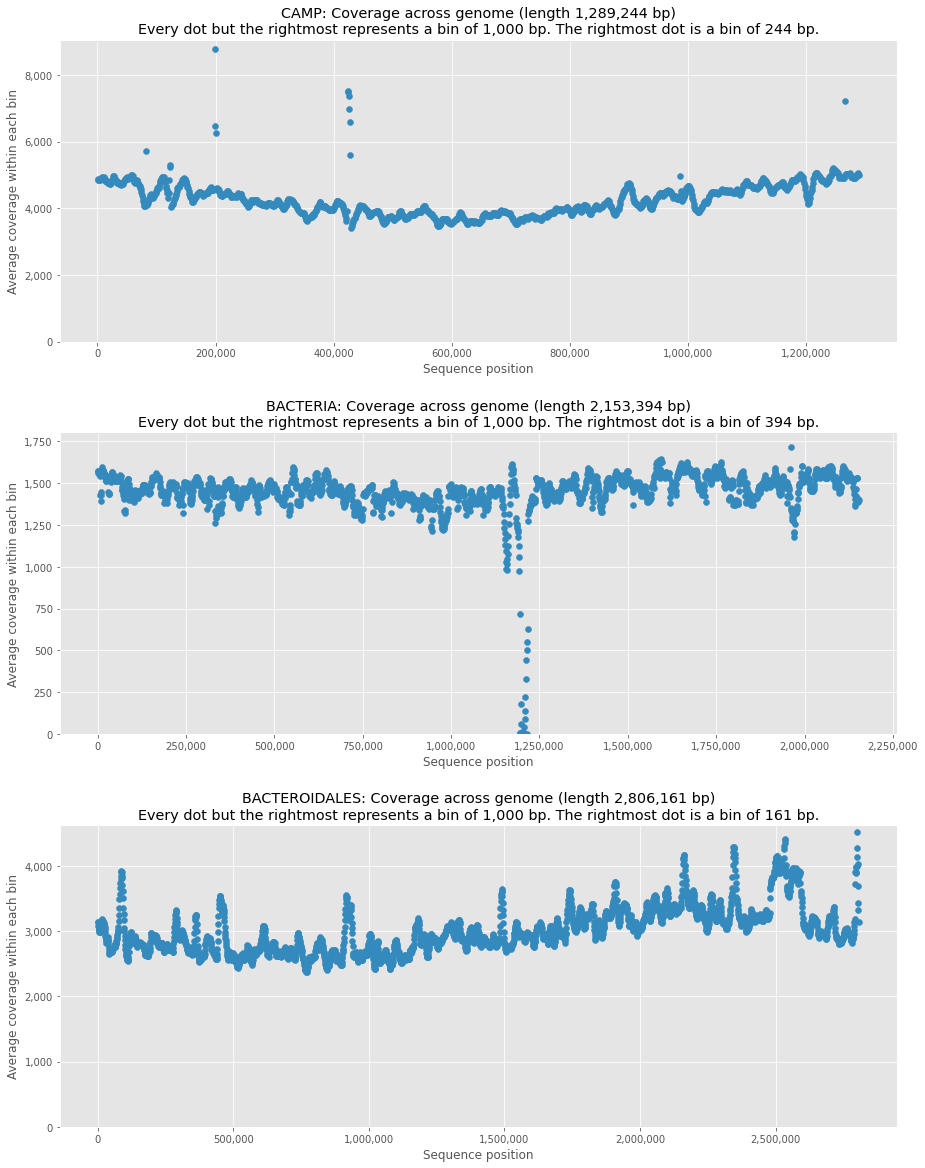 CAMP: Coverage across genome (length 1,289,244 bp)
Every dot but the rightmost represents a bin of 1,000 bp. The rightmost dot is a bin of 244 bp.
Average coverage within each bin
8,000
6,000
4,000
2,000
0
0 200,000 400,000 600,000 800,000 1,000,000 1,200,000
Sequence position
BACTERIA: Coverage across genome (length 2,153,394 bp)
Every dot but the rightmost represents a bin of 1,000 bp. The rightmost dot is a bin of 394 bp.
Average coverage within each bin
1,750
1,500
1,250
1,000
750
500
250
0
0 250,000 500,000 750,000 1,000,000 1,250,000 1,500,000 1,750,000 2,000,000 2,250,000
Sequence position
BACTEROIDALES: Coverage across genome (length 2,806,161 bp)
Every dot but the rightmost represents a bin of 1,000 bp. The rightmost dot is a bin of 161 bp.
Average coverage within each bin
4,000
3,000
2,000
1,000
0
0 500,000 1,000,000 1,500,000 2,000,000 2,500,000
Sequence position